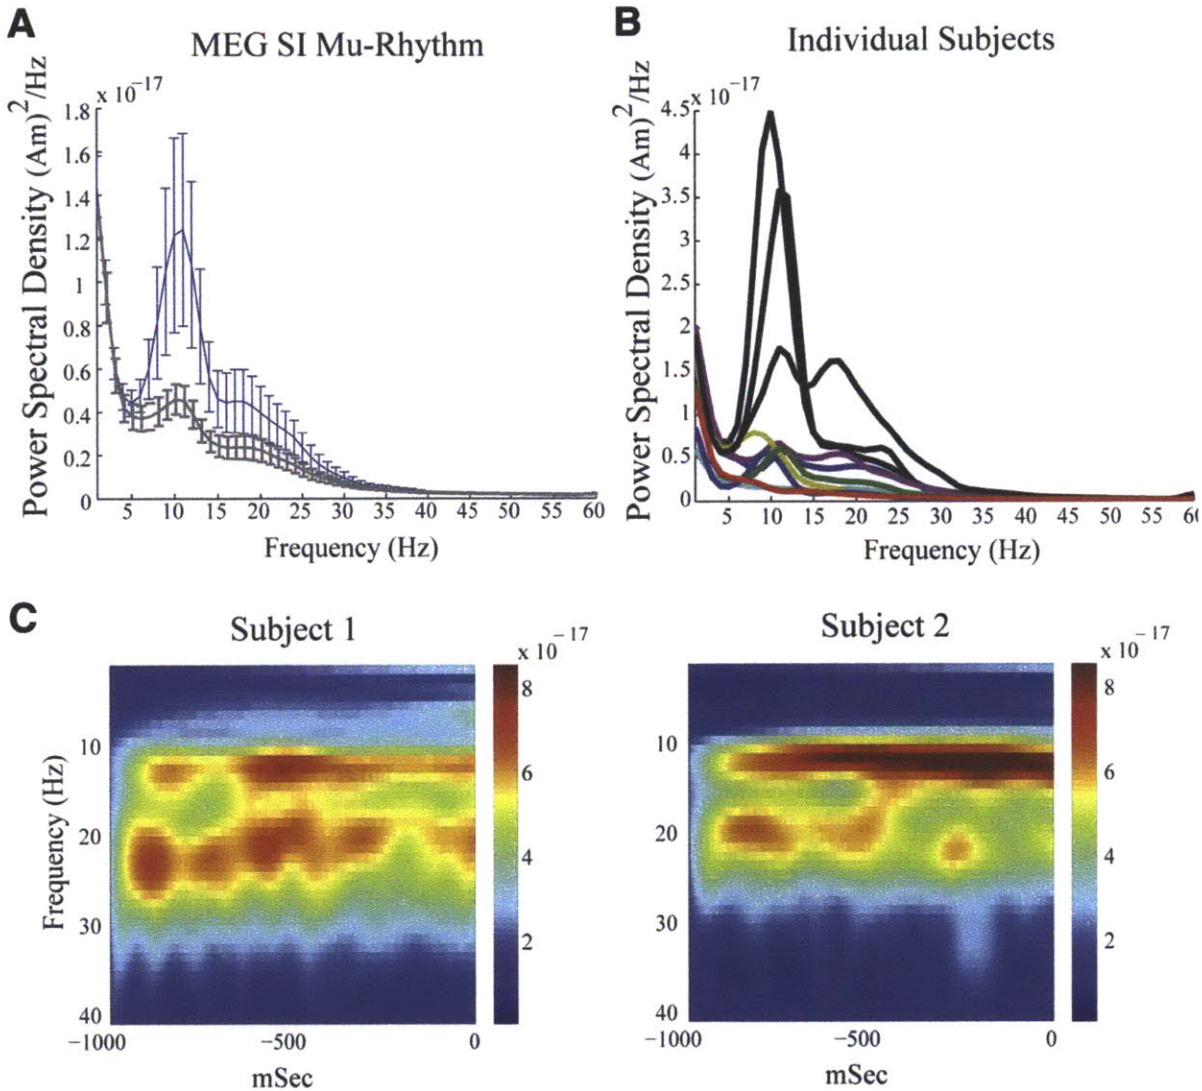 A
MEG SI Mu-Rhythm
x 10⁻¹⁷
Power Spectral Density (Am)²/Hz
1.8
1.6
1.4
1.2
1
0.8
0.6
0.4
0.2
0
5 10 15 20 25 30 35 40 45 50 55 60
Frequency (Hz)
B
Individual Subjects
x 10⁻¹⁷
Power Spectral Density (Am)²/Hz
4.5
4
3.5
3
2.5
2
1.5
1
0.5
0
5 10 15 20 25 30 35 40 45 50 55 60
Frequency (Hz)
C
Subject 1
x 10⁻¹⁷
Frequency (Hz)
10
20
30
40
−1000 −500 0
mSec
8
6
4
2
Subject 2
x 10⁻¹⁷
10
20
30
40
−1000 −500 0
mSec
8
6
4
2